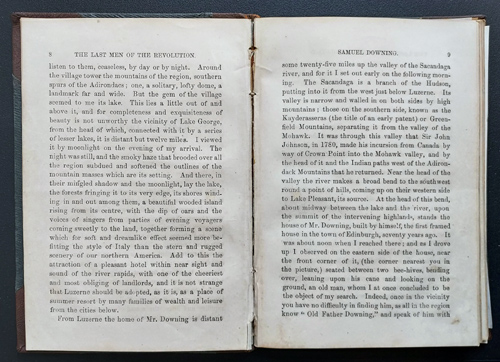 8 THE LAST MEN OF THE REVOLUTION.
listen to them, ceaseless, by day or by night. Around
the village tower the mountains of the region, southern
spurs of the Adirondacks; one, a solitary, lofty dome, a
landmark far and wide. But the gem of the village
seemed to me its lake. This lies a little out of and
above it, and for completeness and exquisiteness of
beauty is not unworthy the vicinity of Lake George,
from the head of which, connected with it by a series
of lesser lakes, it is distant but twelve miles. I viewed
it by moonlight on the evening of my arrival. The
night was still, and the smoky haze that brooded over all
the region subdued and softened the outlines of the
mountain masses which are its setting. And there, in
their mingled shadow and the moonlight, lay the lake,
the forests fringing it to its very edge, its shores wind-
ing in and out among them, a beautiful wooded island
rising from its centre, with the dip of oars and the
voices of singers from parties of evening voyagers
coming sweetly to the land, together forming a scene
which for soft and dreamlike effect seemed more be-
fitting the style of Italy than the stern and rugged
scenery of our northern America. Add to this the
attraction of a pleasant hotel within near sight and
sound of the river rapids, with one of the cheeriest
and most obliging of landlords, and it is not strange
that Luzerne should be adopted, as it is, as a place of
summer resort by many families of wealth and leisure
from the cities below.
From Luzerne the home of Mr. Downing is distant
SAMUEL DOWNING. 9
some twenty-five miles up the valley of the Sacandaga
river, and for it I set out early on the following morn-
ing. The Sacandaga is a branch of the Hudson,
putting into it from the west just below Luzerne. Its
valley is narrow and walled in on both sides by high
mountains; those on the southern side, known as the
Kayderasseras (the title of an early patent) or Green-
field Mountains, separating it from the valley of the
Mohawk. It was through this valley that Sir John
Johnson, in 1780, made his incursion from Canada by
way of Crown Point into the Mohawk valley, and by
the head of it and the Indian paths west of the Adiron-
dack Mountains that he returned. Near the head of the
valley the river makes a broad bend to the southwest
round a point of hills, coming up on their western side
to Lake Pleasant, its source. At the head of this bend,
about midway between the lake and the river, upon
the summit of the intervening highlands, stands the
house of Mr. Downing, built by himself, the first framed
house in the town of Edinburgh, seventy years ago. It
was about noon when I reached there; and as I drove
up I observed on the eastern side of the house, near
the front corner of it, (the corner nearest you in
the picture,) seated between two bee-hives, bending
over, leaning upon his cane and looking on the
ground, an old man, whom I at once concluded to be
the object of my search. Indeed, once in the vicinity
you have no difficulty in finding him, as all in the region
know "Old Father Downing," and speak of him with